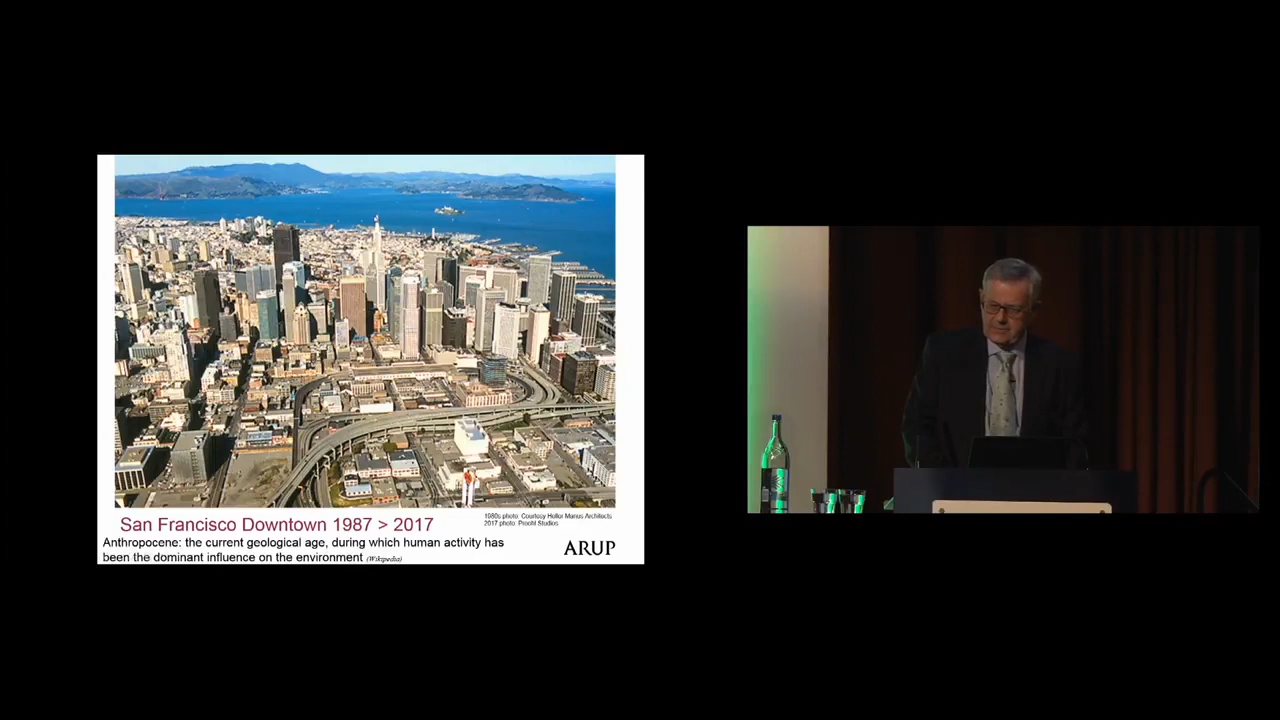 San Francisco Downtown 1987 > 2017
1980s photo: Courtesy Heller Manus Architects
2017 photo: Proofill Studios
Anthropocene: the current geological age, during which human activity has
been the dominant influence on the environment (Wikipedia)
ARUP